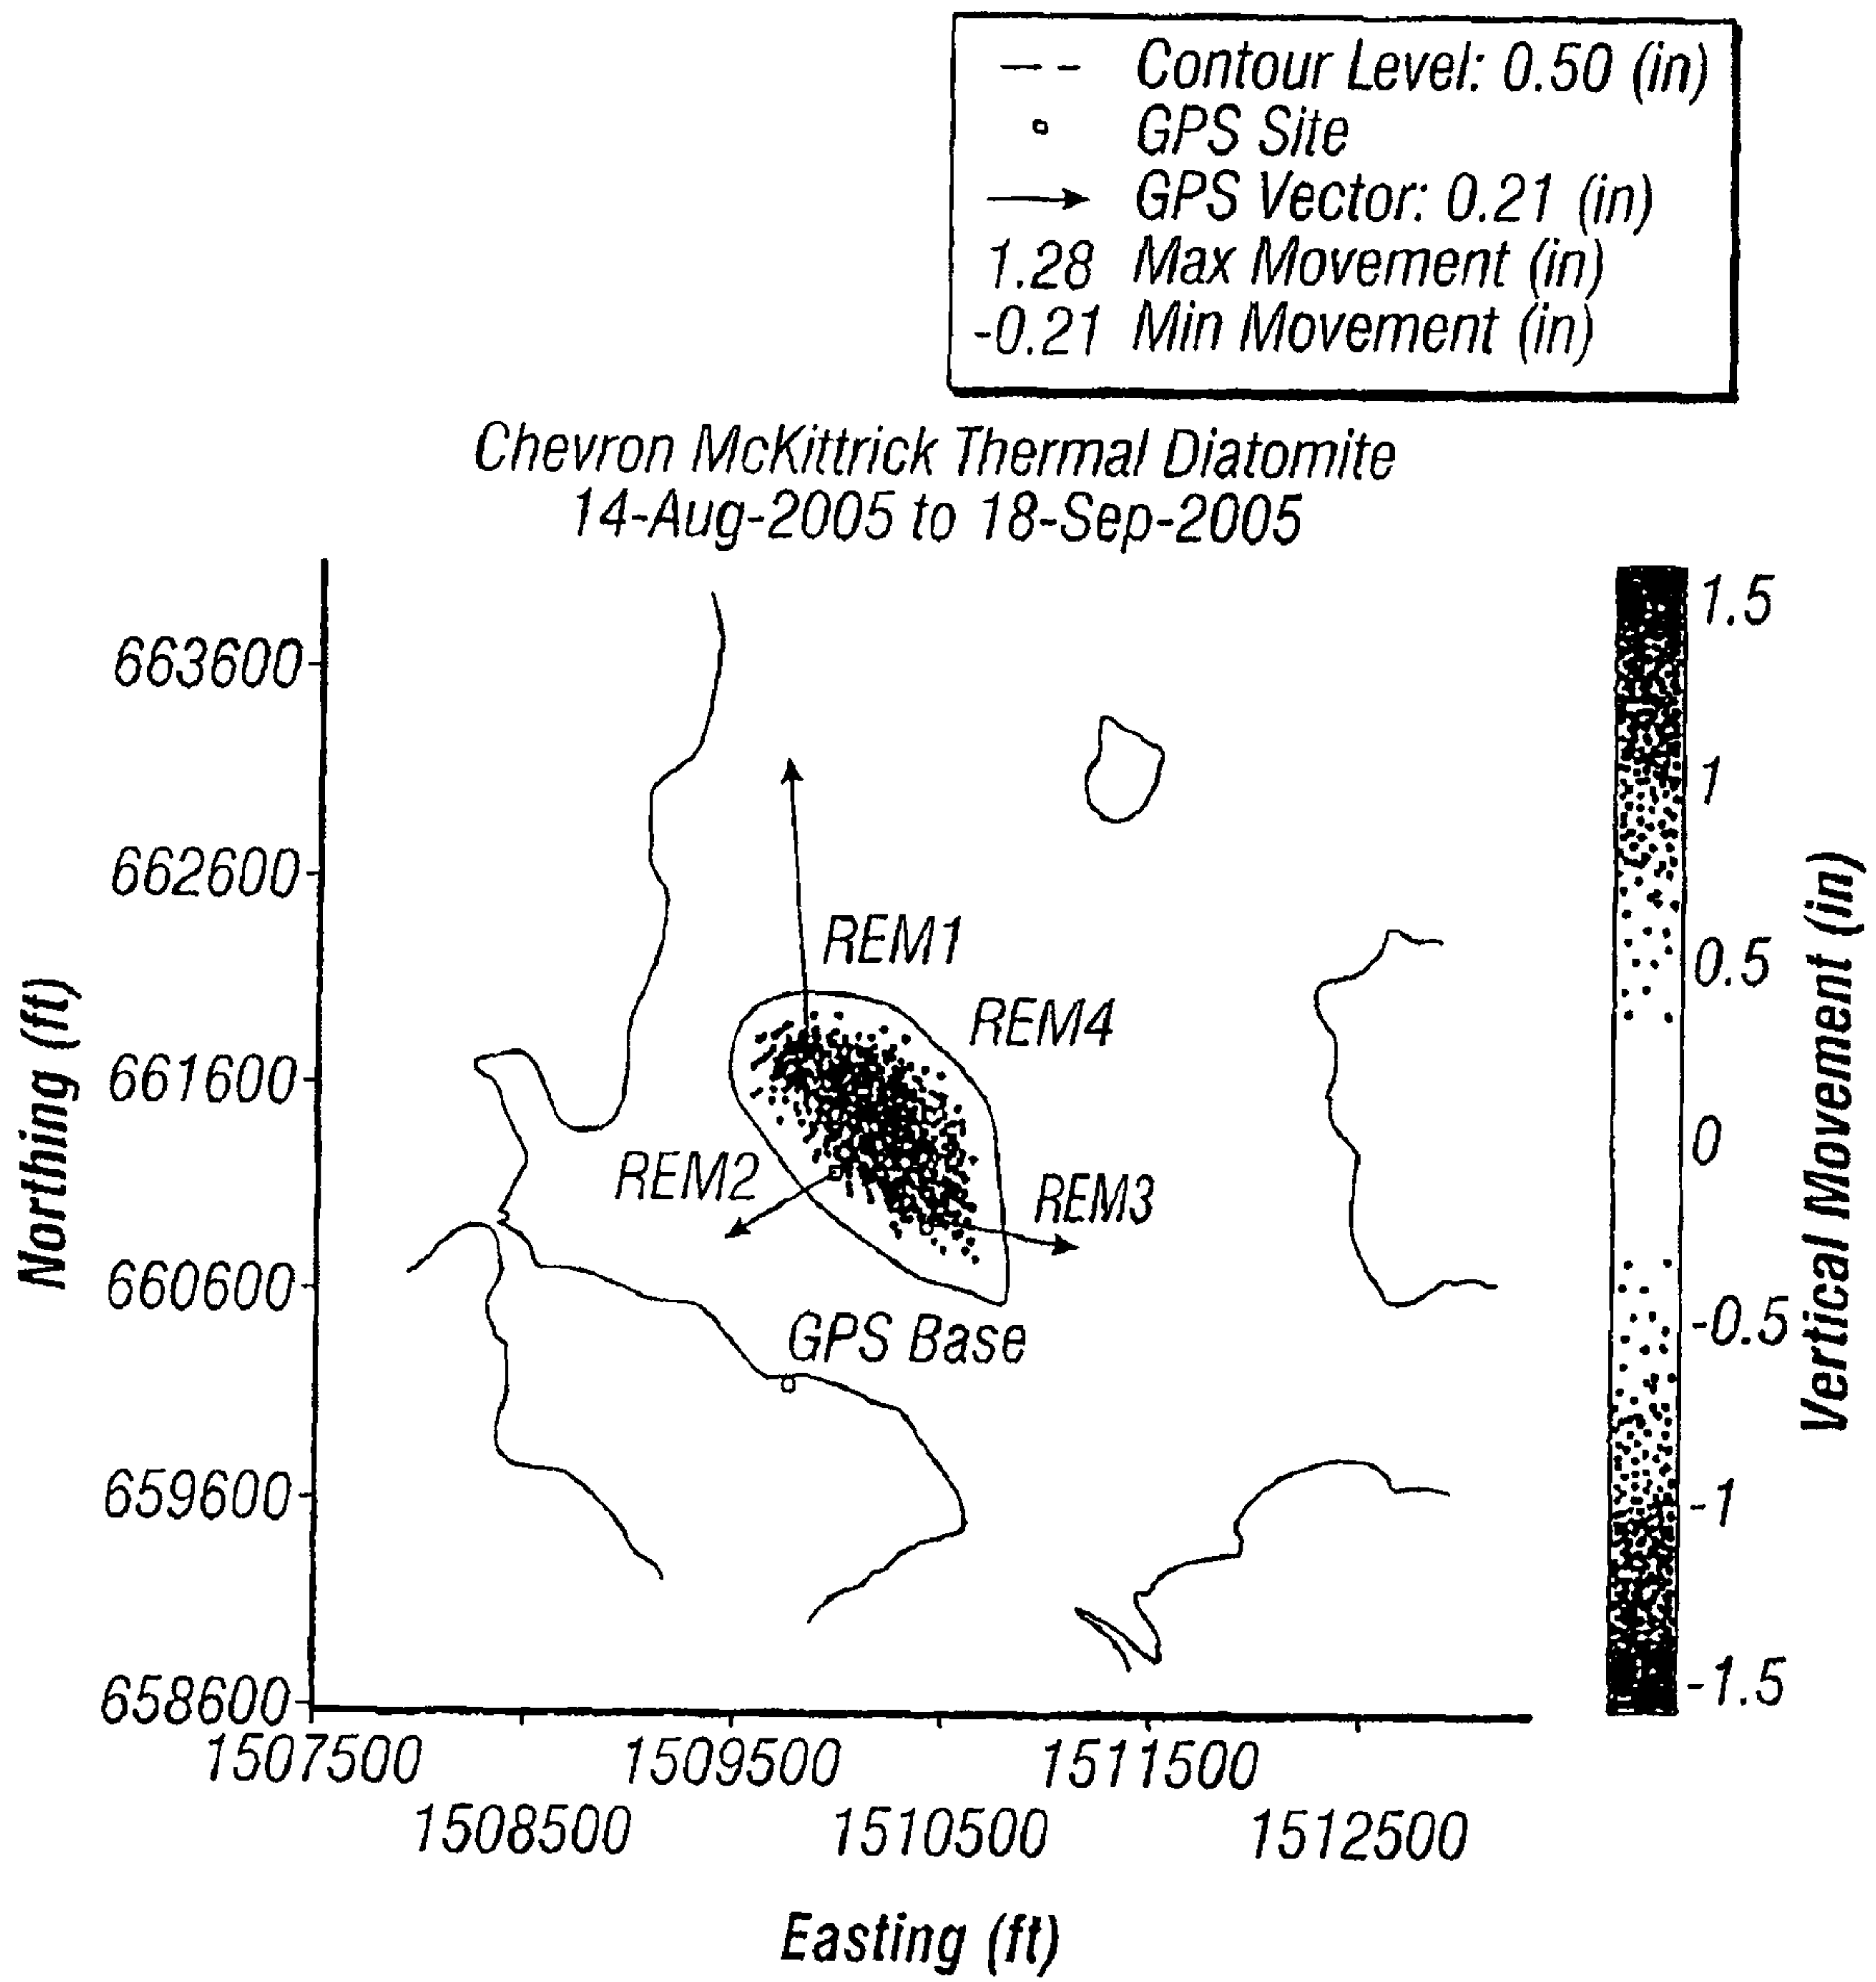 Contour Level: 0.50 (in)
GPS Site
GPS Vector: 0.21 (in)
1.28 Max Movement (in)
-0.21 Min Movement (in)
Chevron McKittrick Thermal Diatomite
14-Aug-2005 to 18-Sep-2005
663600
662600
661600
660600
659600
658600
Northing (ft)
REM1
REM4
REM2
REM3
GPS Base
1.5
1
0.5
0
-0.5
-1
-1.5
Vertical Movement (in)
1507500
1508500
1509500
1510500
1511500
1512500
Easting (ft)